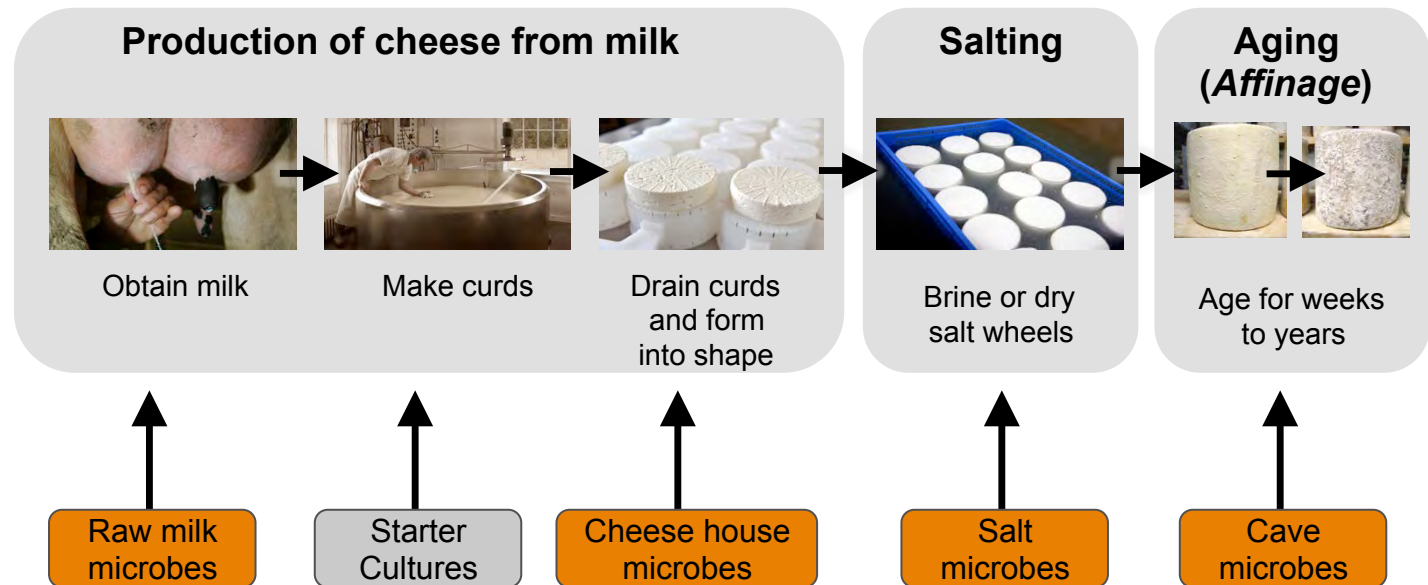 Production of cheese from milk
Obtain milk
Make curds
Drain curds
and form
into shape
Salting
Brine or dry
salt wheels
Aging
(Affinage)
Age for weeks
to years
Raw milk
microbes
Starter
Cultures
Cheese house
microbes
Salt
microbes
Cave
microbes